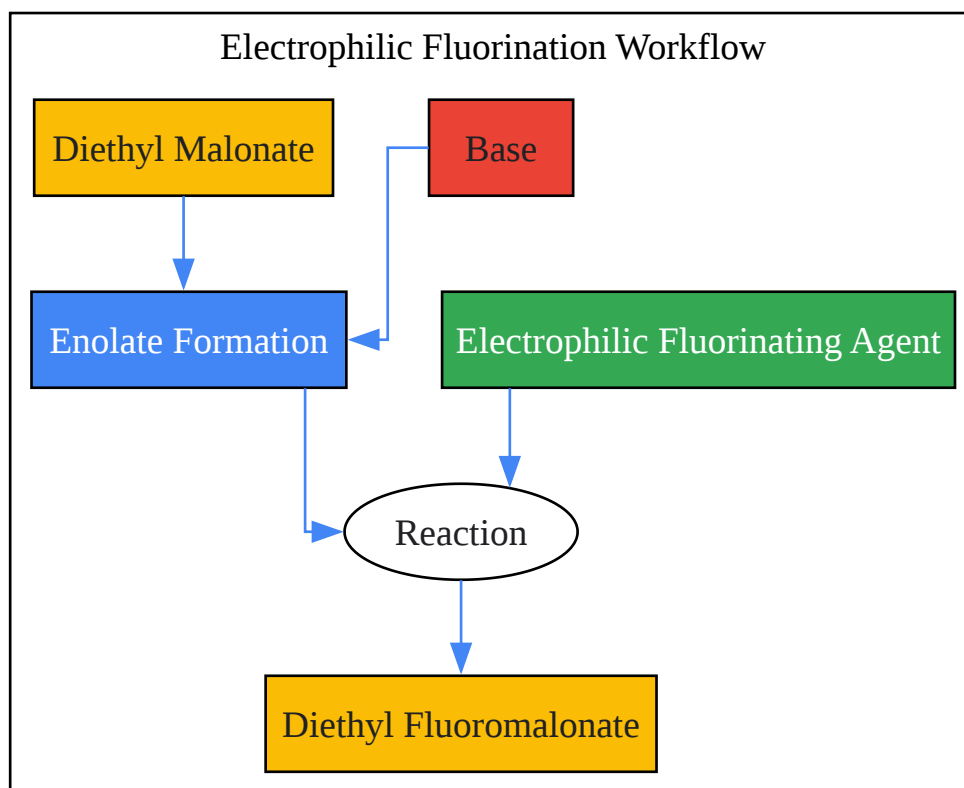 Electrophilic Fluorination Workflow
Diethyl Malonate
Base
Enolate Formation
Electrophilic Fluorinating Agent
Reaction
Diethyl Fluoromalonate